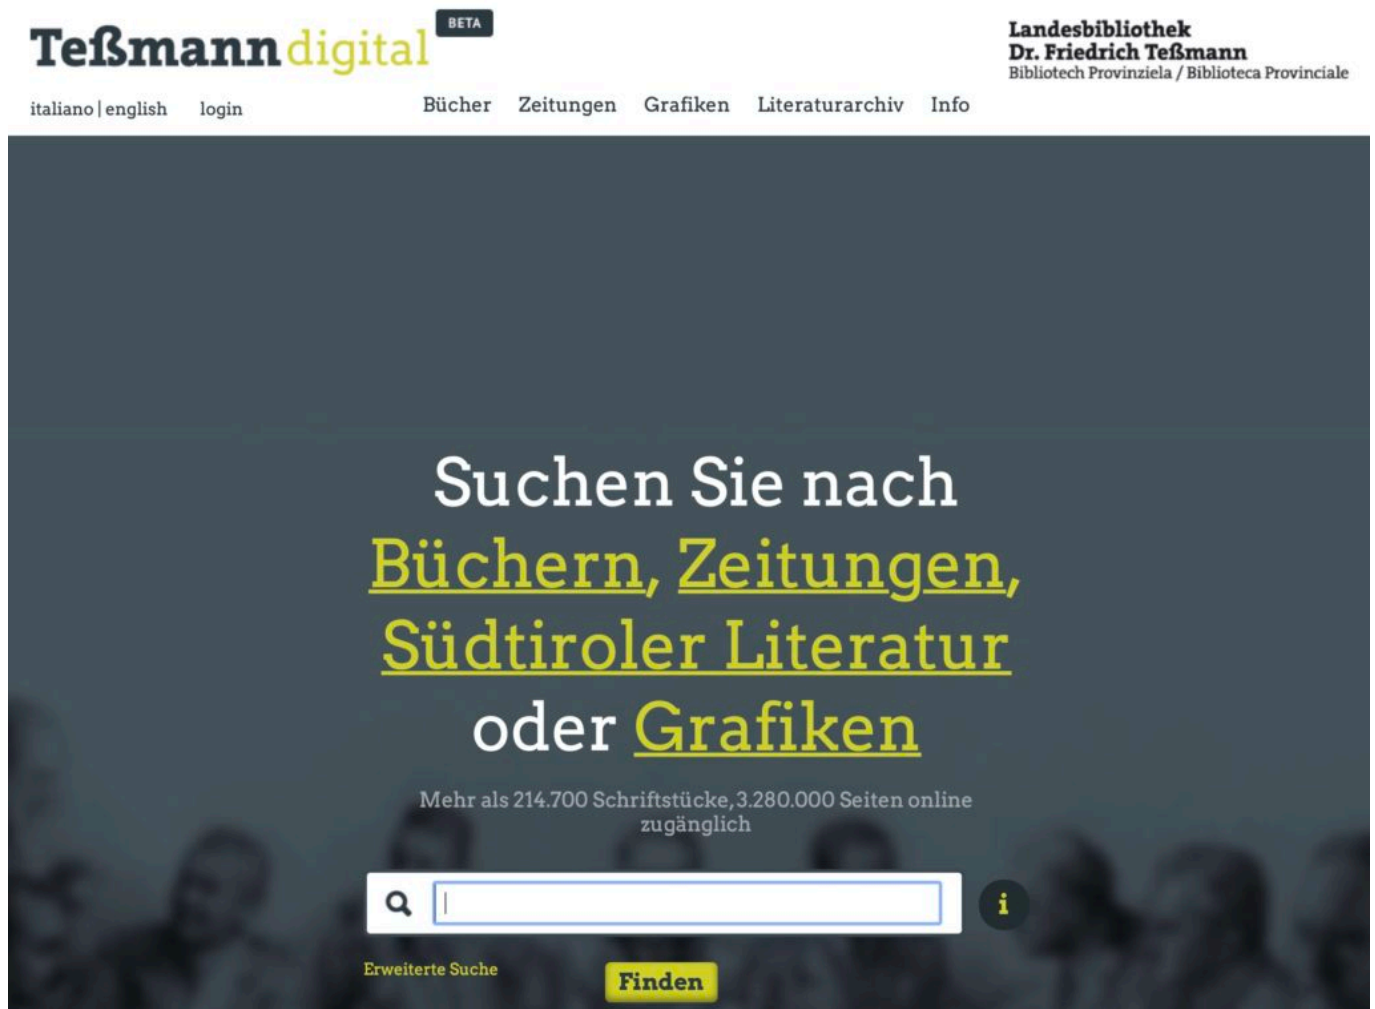 Teßmann digital BETA
Landesbibliothek
Dr. Friedrich Teßmann
Bibliotech Provinziela / Biblioteca Provinciale
italiano | english login
Bücher Zeitungen Grafiken Literaturarchiv Info
Suchen Sie nach
Büchern, Zeitungen,
Südtiroler Literatur
oder Grafiken
Mehr als 214.700 Schriftstücke, 3.280.000 Seiten online
zugänglich
i
Erweiterte Suche
Finden